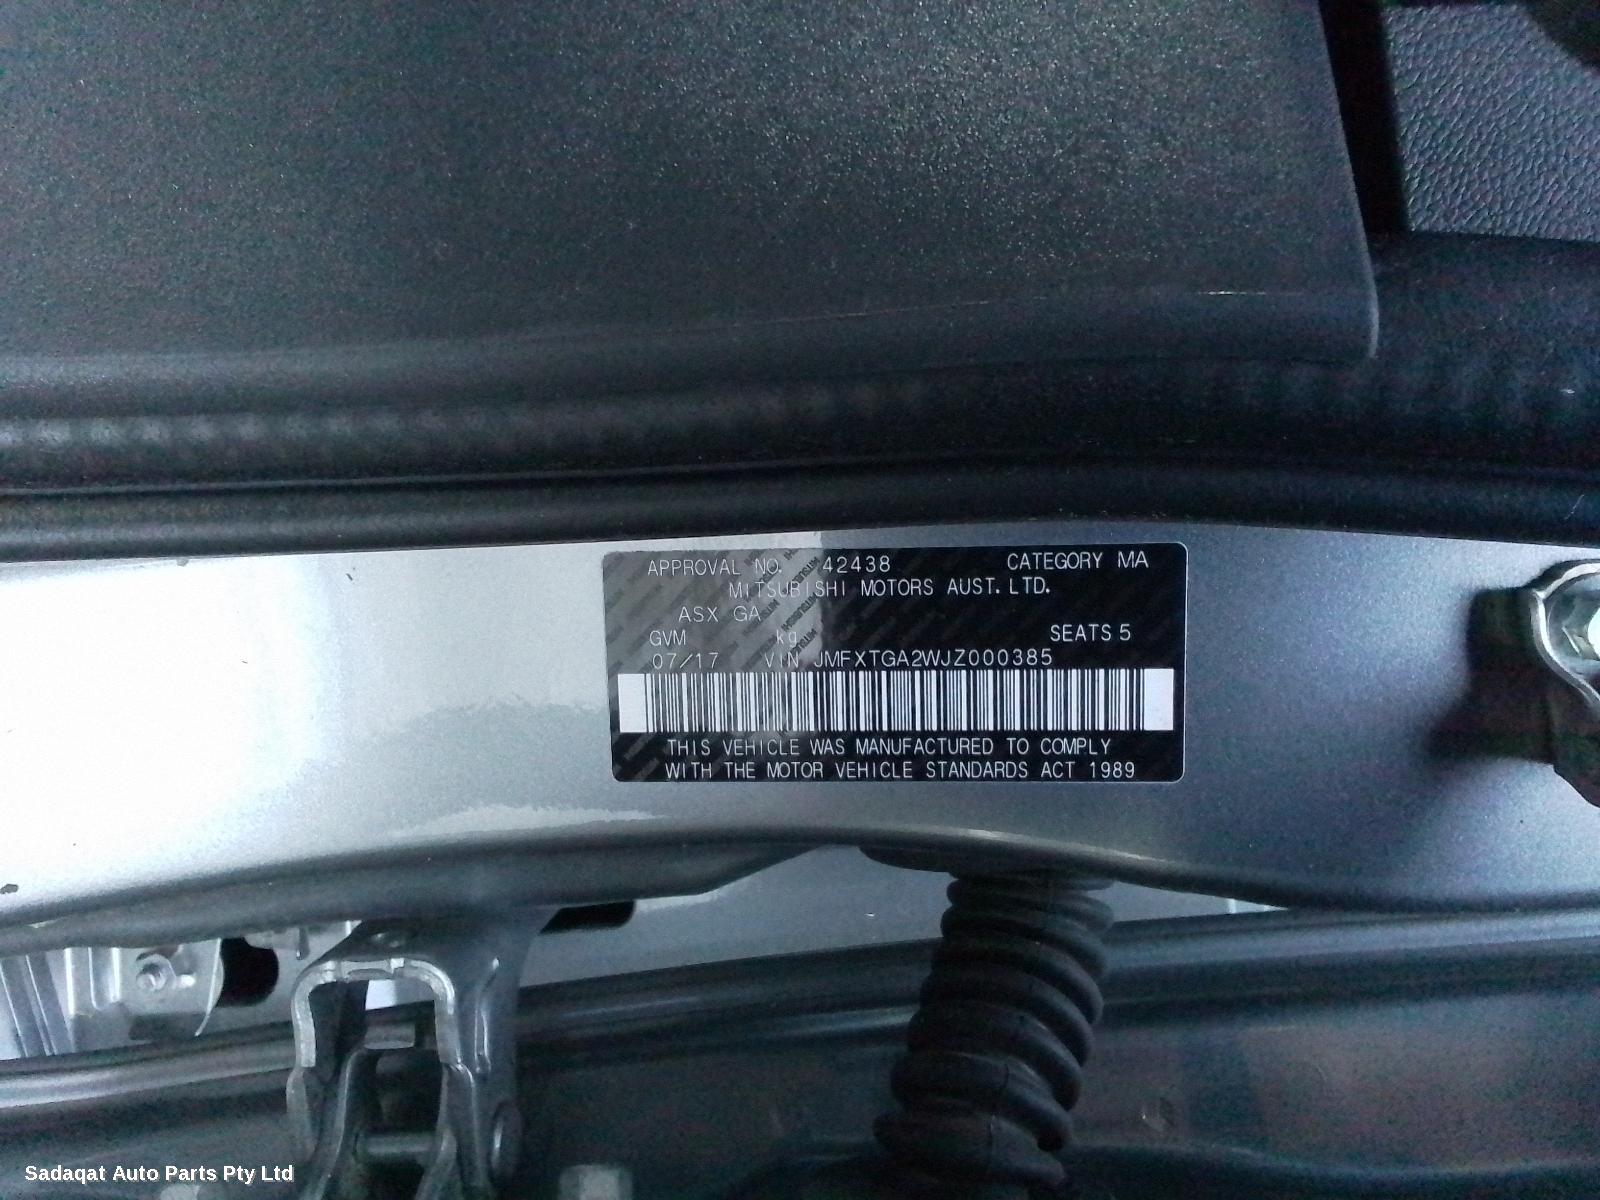 APPROVAL NO. 42438 CATEGORY MA
MITSUBISHI MOTORS AUST. LTD.
ASX GA
GVM kg SEATS 5
07/17 VIN JMFXTGA2WJZ000385
THIS VEHICLE WAS MANUFACTURED TO COMPLY
WITH THE MOTOR VEHICLE STANDARDS ACT 1989
Sadaqat Auto Parts Pty Ltd